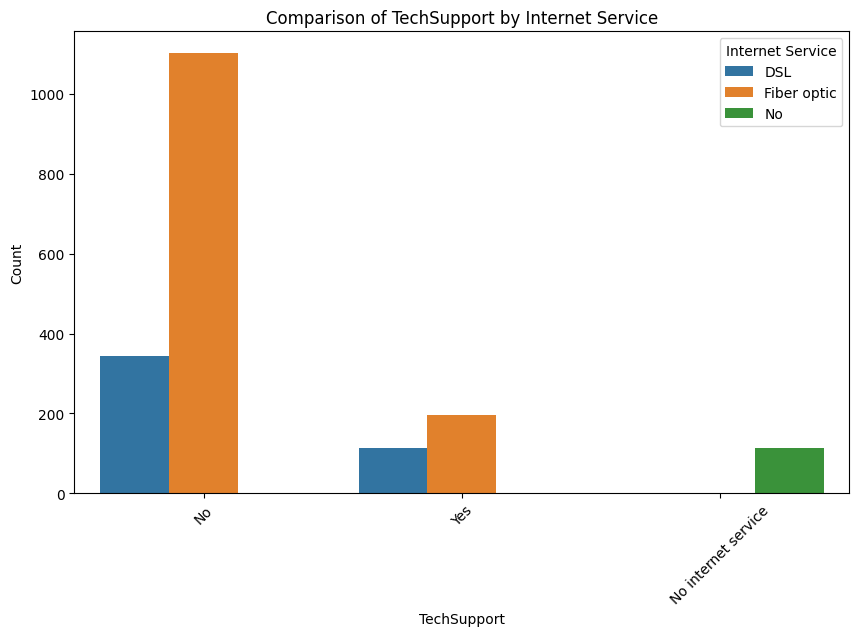 Comparison of TechSupport by Internet Service
Internet Service
DSL
Fiber optic
No
Count
1000
800
600
400
200
0
No
Yes
No internet service
TechSupport